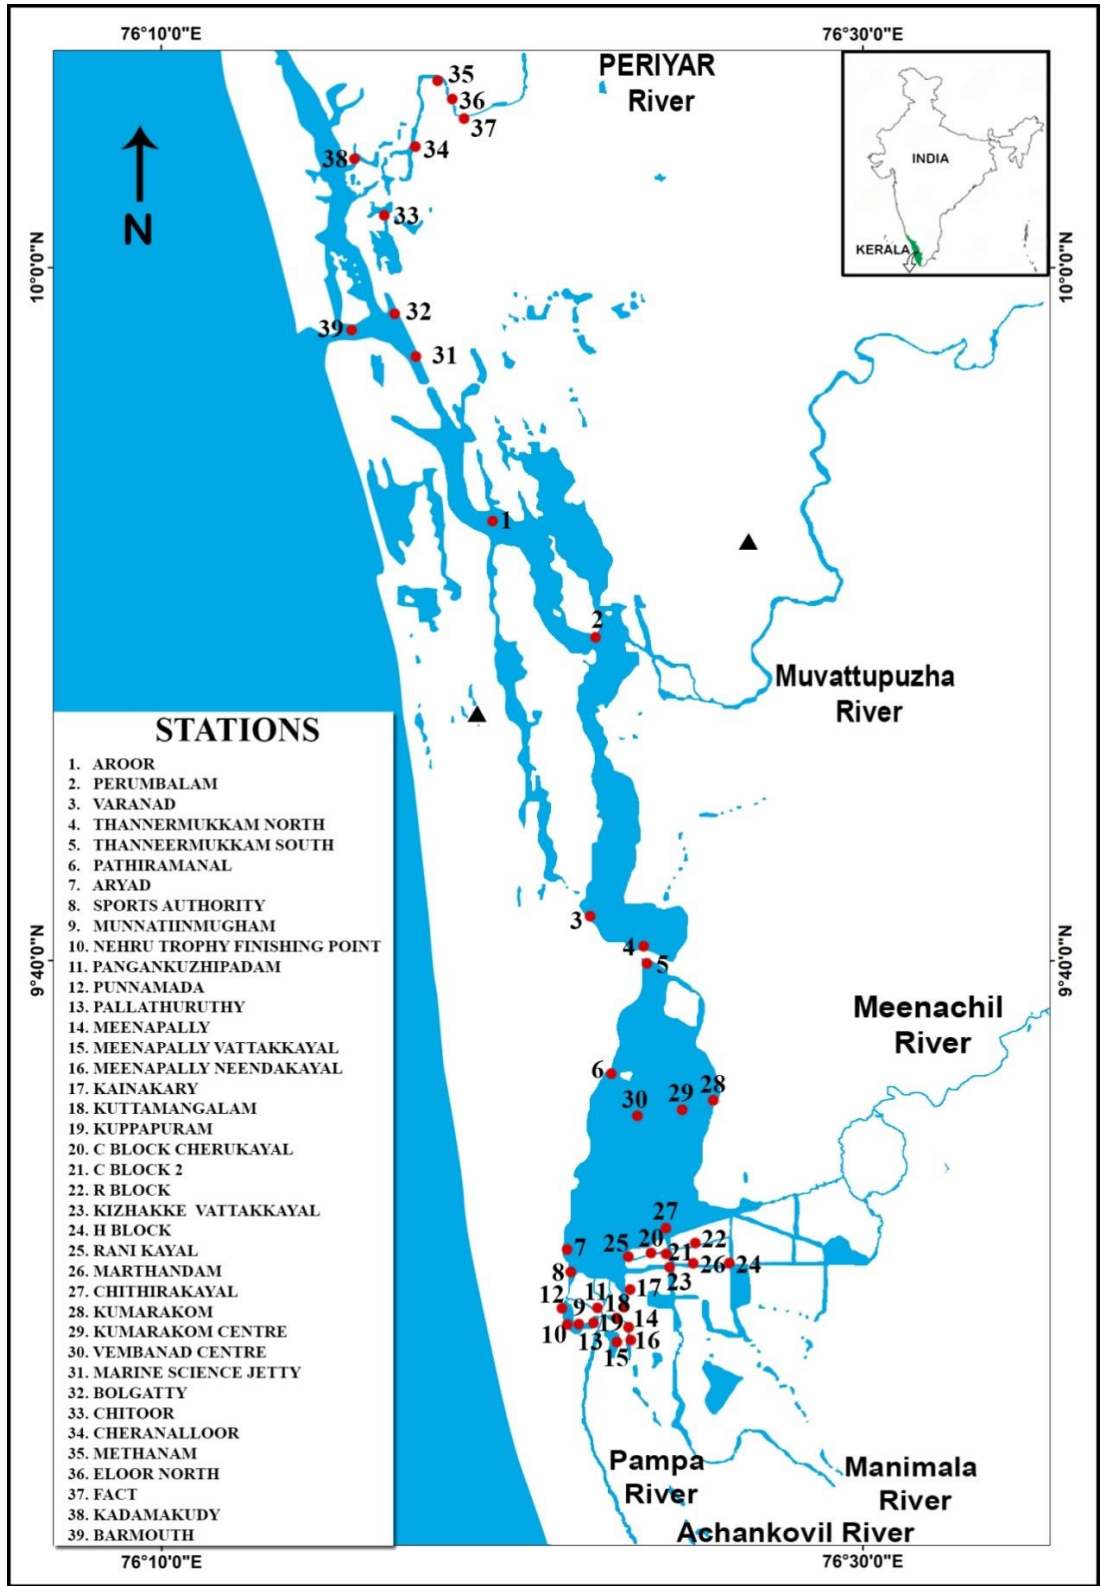 76°10'0"E
76°30'0"E
PERIYAR
River
35
36
37
34
38
33
N
INDIA
KERALA
10°0'0"N
10°0'0"N
32
39
31
1
2
Muvattupuzha
River
STATIONS
1. AROOR
2. PERUMBALAM
3. VARANAD
4. THANNERMUKKAM NORTH
5. THANNEERMUKKAM SOUTH
6. PATHIRAMANAL
7. ARYAD
8. SPORTS AUTHORITY
9. MUNNATIINMUGHAM
10. NEHRU TROPHY FINISHING POINT
11. PANGANKUZHIPADAM
12. PUNNAMADA
13. PALLATHURUTHY
14. MEENAPALLY
15. MEENAPALLY VATTAKKAYAL
16. MEENAPALLY NEENDAKAYAL
17. KAINAKARY
18. KUTTAMANGALAM
19. KUPPAPURAM
20. C BLOCK CHERUKAYAL
21. C BLOCK 2
22. R BLOCK
23. KIZHAKKE VATTAKKAYAL
24. H BLOCK
25. RANI KAYAL
26. MARTHANDAM
27. CHITHIRAKAYAL
28. KUMARAKOM
29. KUMARAKOM CENTRE
30. VEMBANAD CENTRE
31. MARINE SCIENCE JETTY
32. BOLGATTY
33. CHITOOR
34. CHERANALLOOR
35. METHANAM
36. ELOOR NORTH
37. FACT
38. KADAMAKUDY
39. BARMOUTH
3
4
5
9°40'0"N
9°40'0"N
Meenachil
River
6
30
29
28
27
7
25
20
21
22
8
23
26
24
17
12
9
11
18
10
13
19
14
15
16
Pampa
River
Manimala
River
Achankovil River
76°10'0"E
76°30'0"E